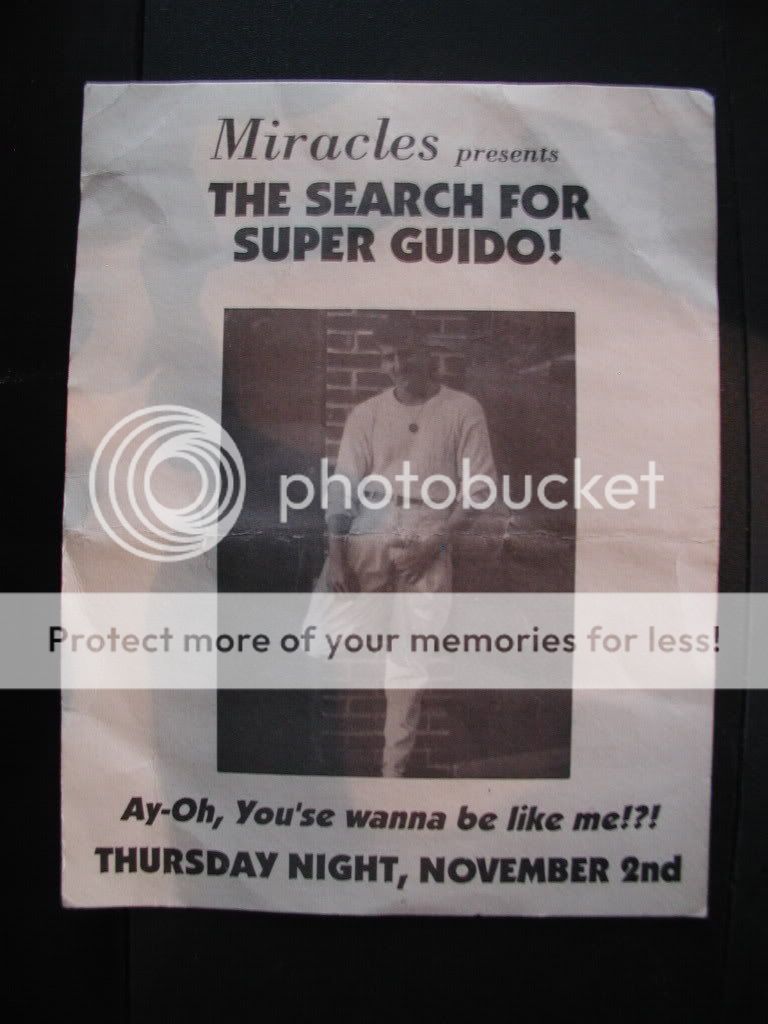 Miracles presents
THE SEARCH FOR
SUPER GUIDO!
photobucket
Protect more of your memories for less!
Ay-Oh, You'se wanna be like me!?!
THURSDAY NIGHT, NOVEMBER 2nd